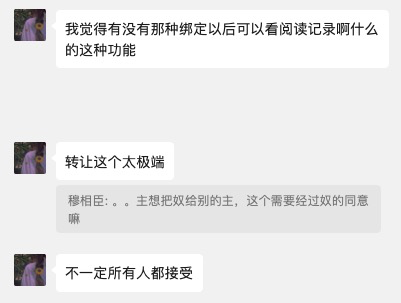 我觉得有没有那种绑定以后可以看阅读记录啊什么
的这种功能
转让这个太极端
穆相臣: 。。主想把奴给别的主，这个需要经过奴的同意
嘛
不一定所有人都接受